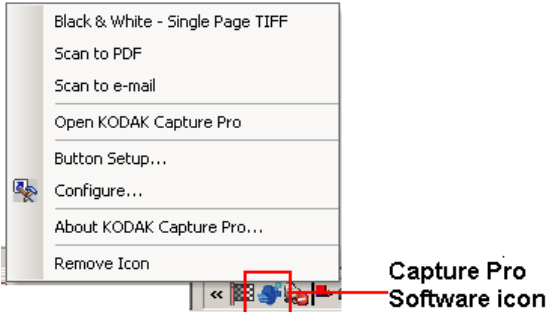 Black & White - Single Page TIFF
Scan to PDF
Scan to e-mail
Open KODAK Capture Pro
Button Setup...
Configure...
About KODAK Capture Pro...
Remove Icon
«
Capture Pro
Software icon